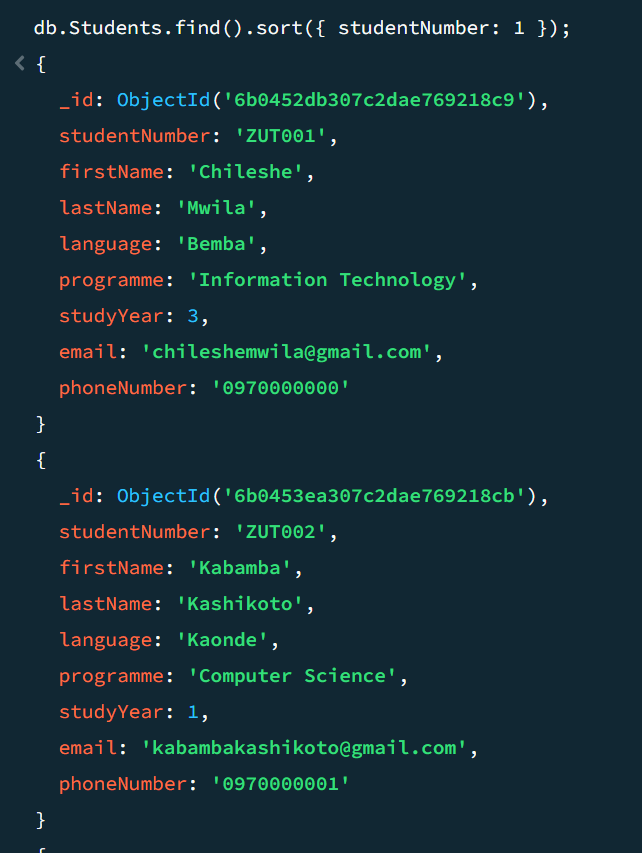 db.Students.find().sort({ studentNumber: 1 });
{
_id: ObjectId('6b0452db307c2dae769218c9'),
studentNumber: 'ZUT001',
firstName: 'Chileshe',
lastName: 'Mwila',
language: 'Bemba',
programme: 'Information Technology',
studyYear: 3,
email: 'chileshemwila@gmail.com',
phoneNumber: '0970000000'
}
{
_id: ObjectId('6b0453ea307c2dae769218cb'),
studentNumber: 'ZUT002',
firstName: 'Kabamba',
lastName: 'Kashikoto',
language: 'Kaonde',
programme: 'Computer Science',
studyYear: 1,
email: 'kabambakashikoto@gmail.com',
phoneNumber: '0970000001'
}
{